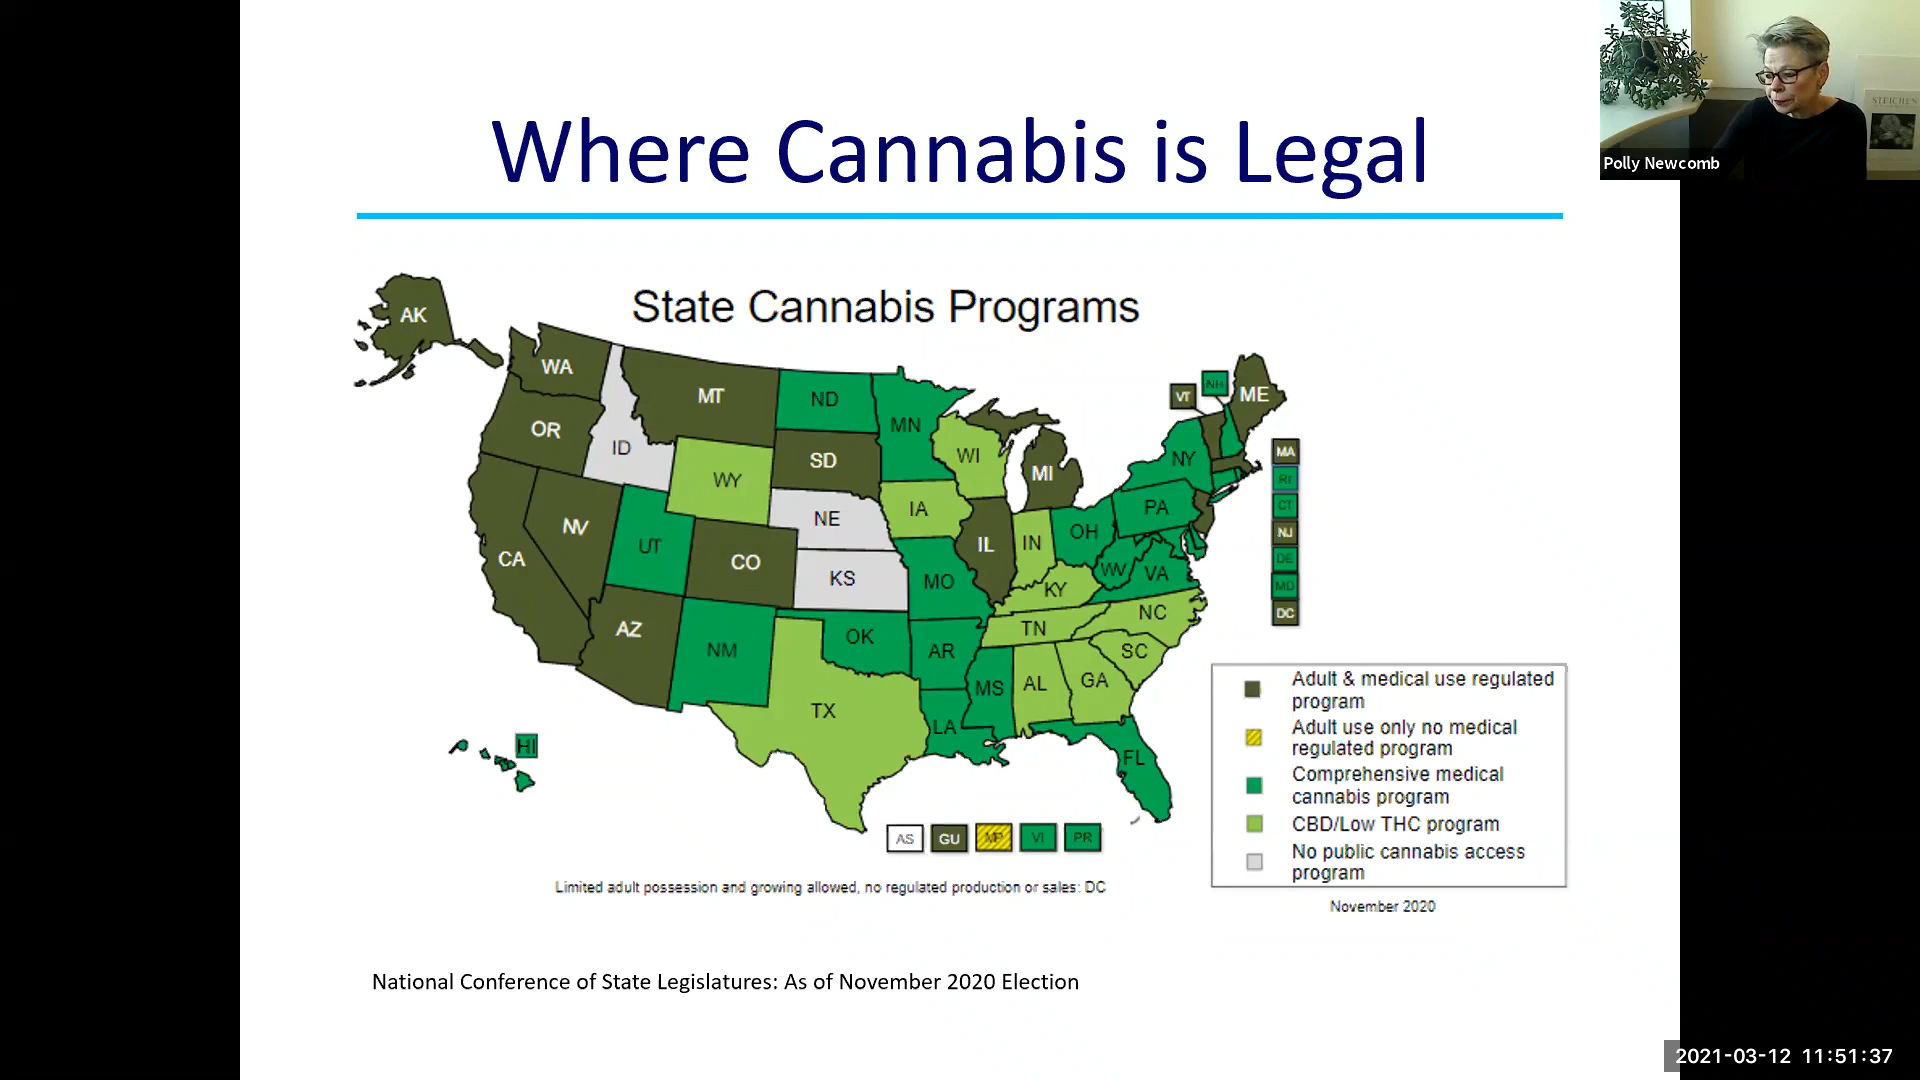 Where Cannabis is Legal
Polly Newcomb
State Cannabis Programs
AK
WA
MT
ND
MN
VT
NH
ME
OR
ID
WY
SD
WI
MI
NY
MA
RI
CT
NJ
DE
MD
DC
CA
NV
UT
CO
NE
KS
IA
IL
IN
OH
PA
MO
KY
WV
VA
AZ
NM
OK
AR
TN
NC
SC
TX
LA
MS
AL
GA
FL
HI
AS
GU
MP
VI
PR
Adult & medical use regulated
program
Adult use only no medical
regulated program
Comprehensive medical
cannabis program
CBD/Low THC program
No public cannabis access
program
Limited adult possession and growing allowed, no regulated production or sales: DC
November 2020
National Conference of State Legislatures: As of November 2020 Election
2021-03-12 11:51:37